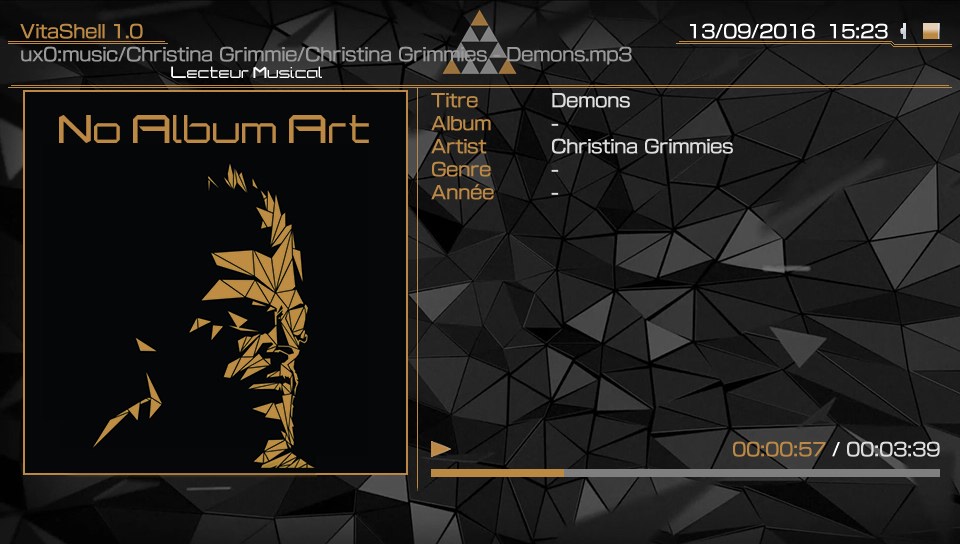 VitaShell 1.0
13/09/2016 15:23
ux0:music/Christina Grimmie/Christina Grimmies - Demons.mp3
Lecteur Musical
No Album Art
Titre Demons
Album -
Artist Christina Grimmies
Genre -
Année -
00:00:57 / 00:03:39